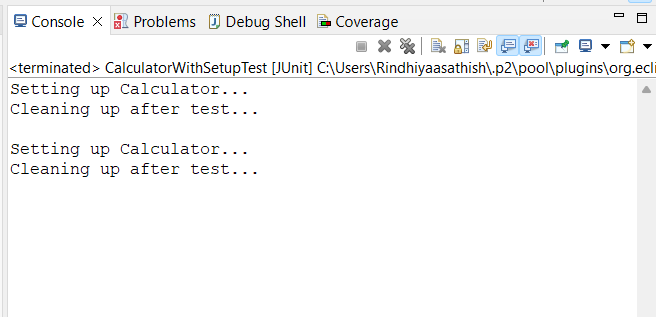 Console Problems Debug Shell Coverage
<terminated> CalculatorWithSetupTest [JUnit] C:\Users\Rindhiyaasathish\.p2\pool\plugins\org.ecli
Setting up Calculator...
Cleaning up after test...
Setting up Calculator...
Cleaning up after test...